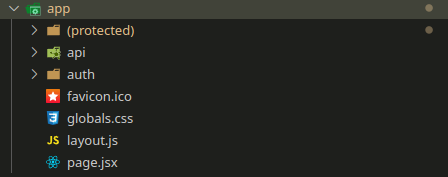 app
(protected)
api
auth
favicon.ico
globals.css
JS layout.js
page.jsx